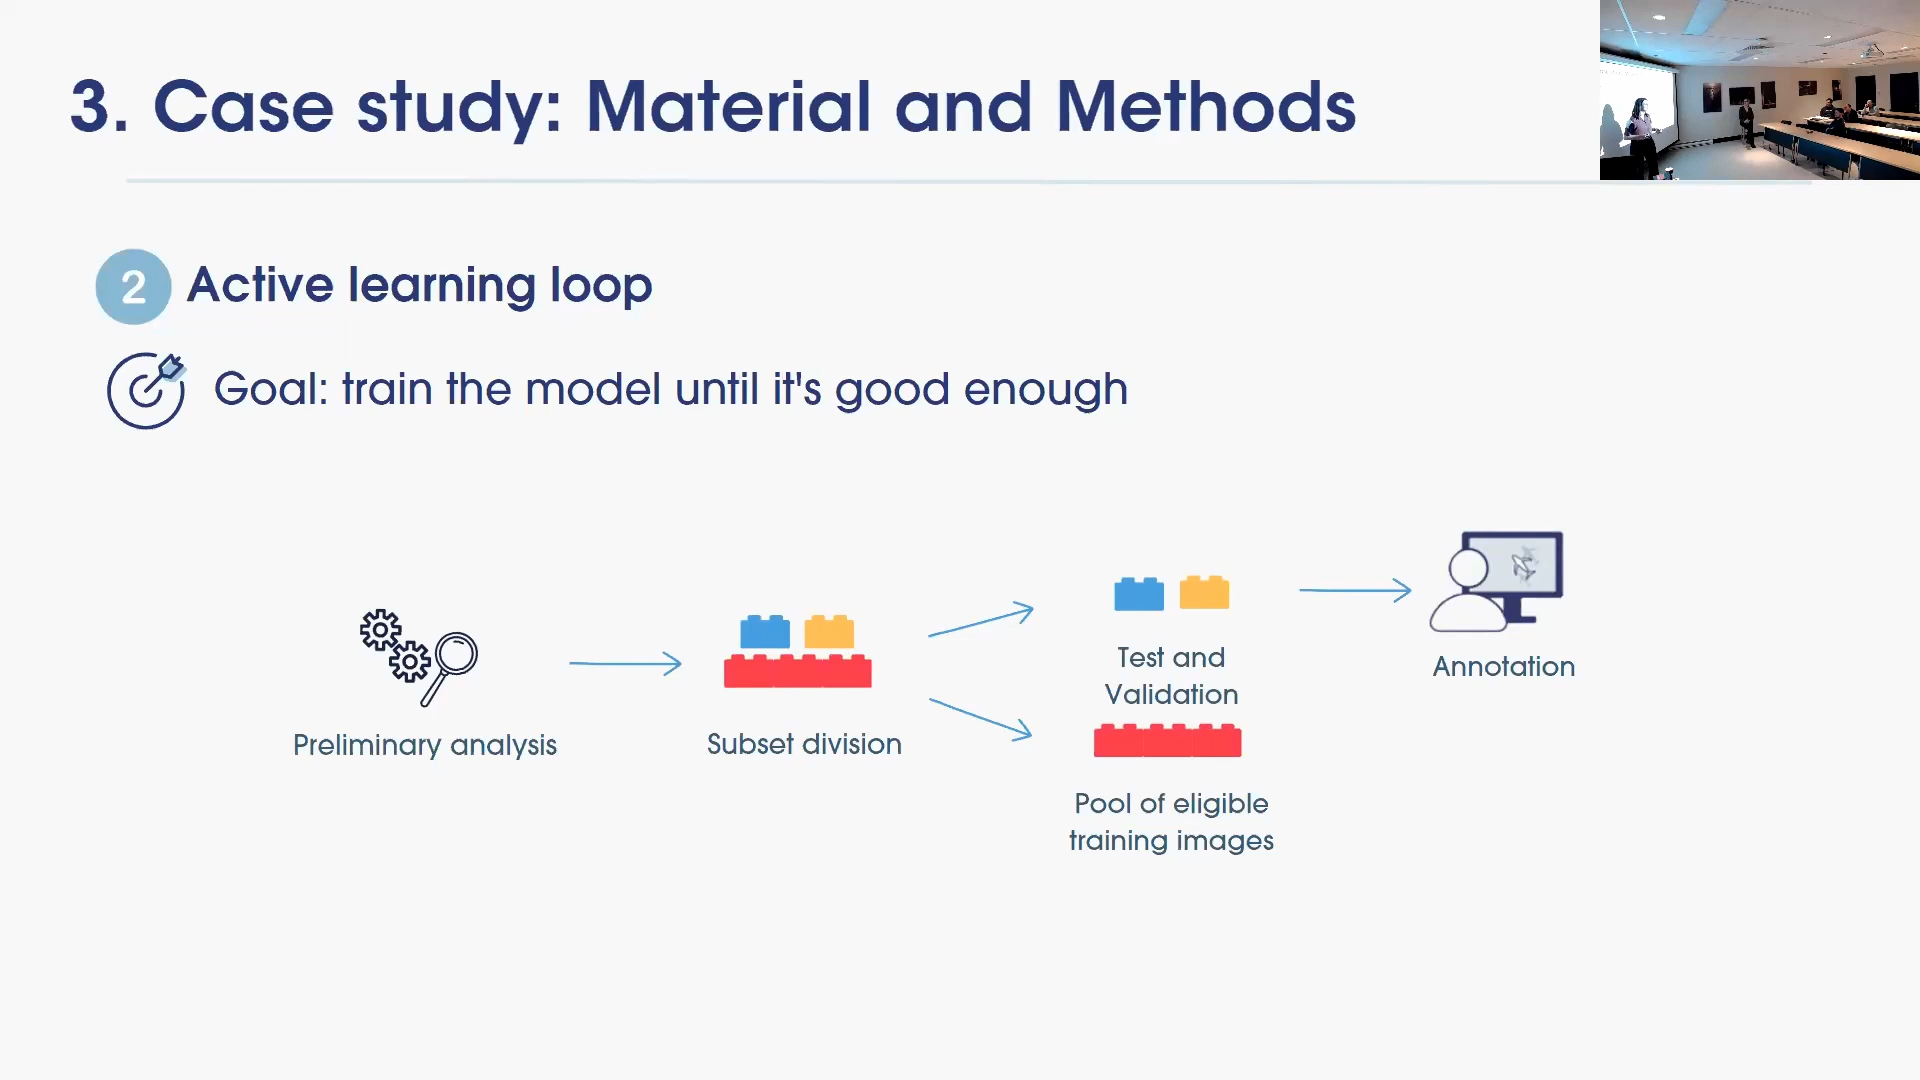 3. Case study: Material and Methods
2 Active learning loop
Goal: train the model until it's good enough
Preliminary analysis
Subset division
Test and
Validation
Pool of eligible
training images
Annotation